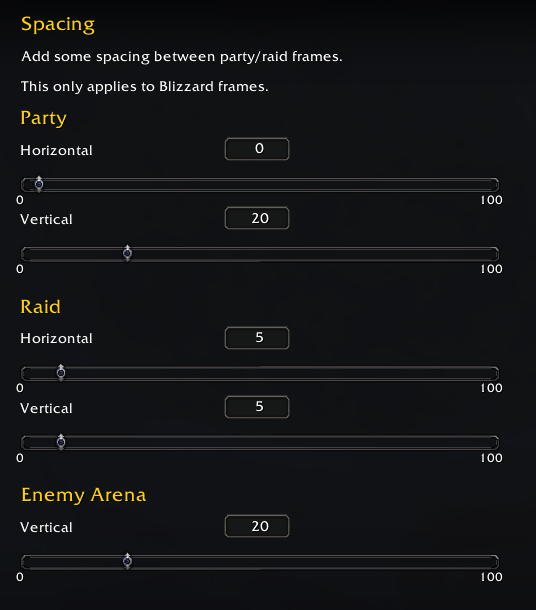 Spacing
Add some spacing between party/raid frames.
This only applies to Blizzard frames.
Party
Horizontal 0
0 100
Vertical 20
0 100
Raid
Horizontal 5
0 100
Vertical 5
0 100
Enemy Arena
Vertical 20
0 100